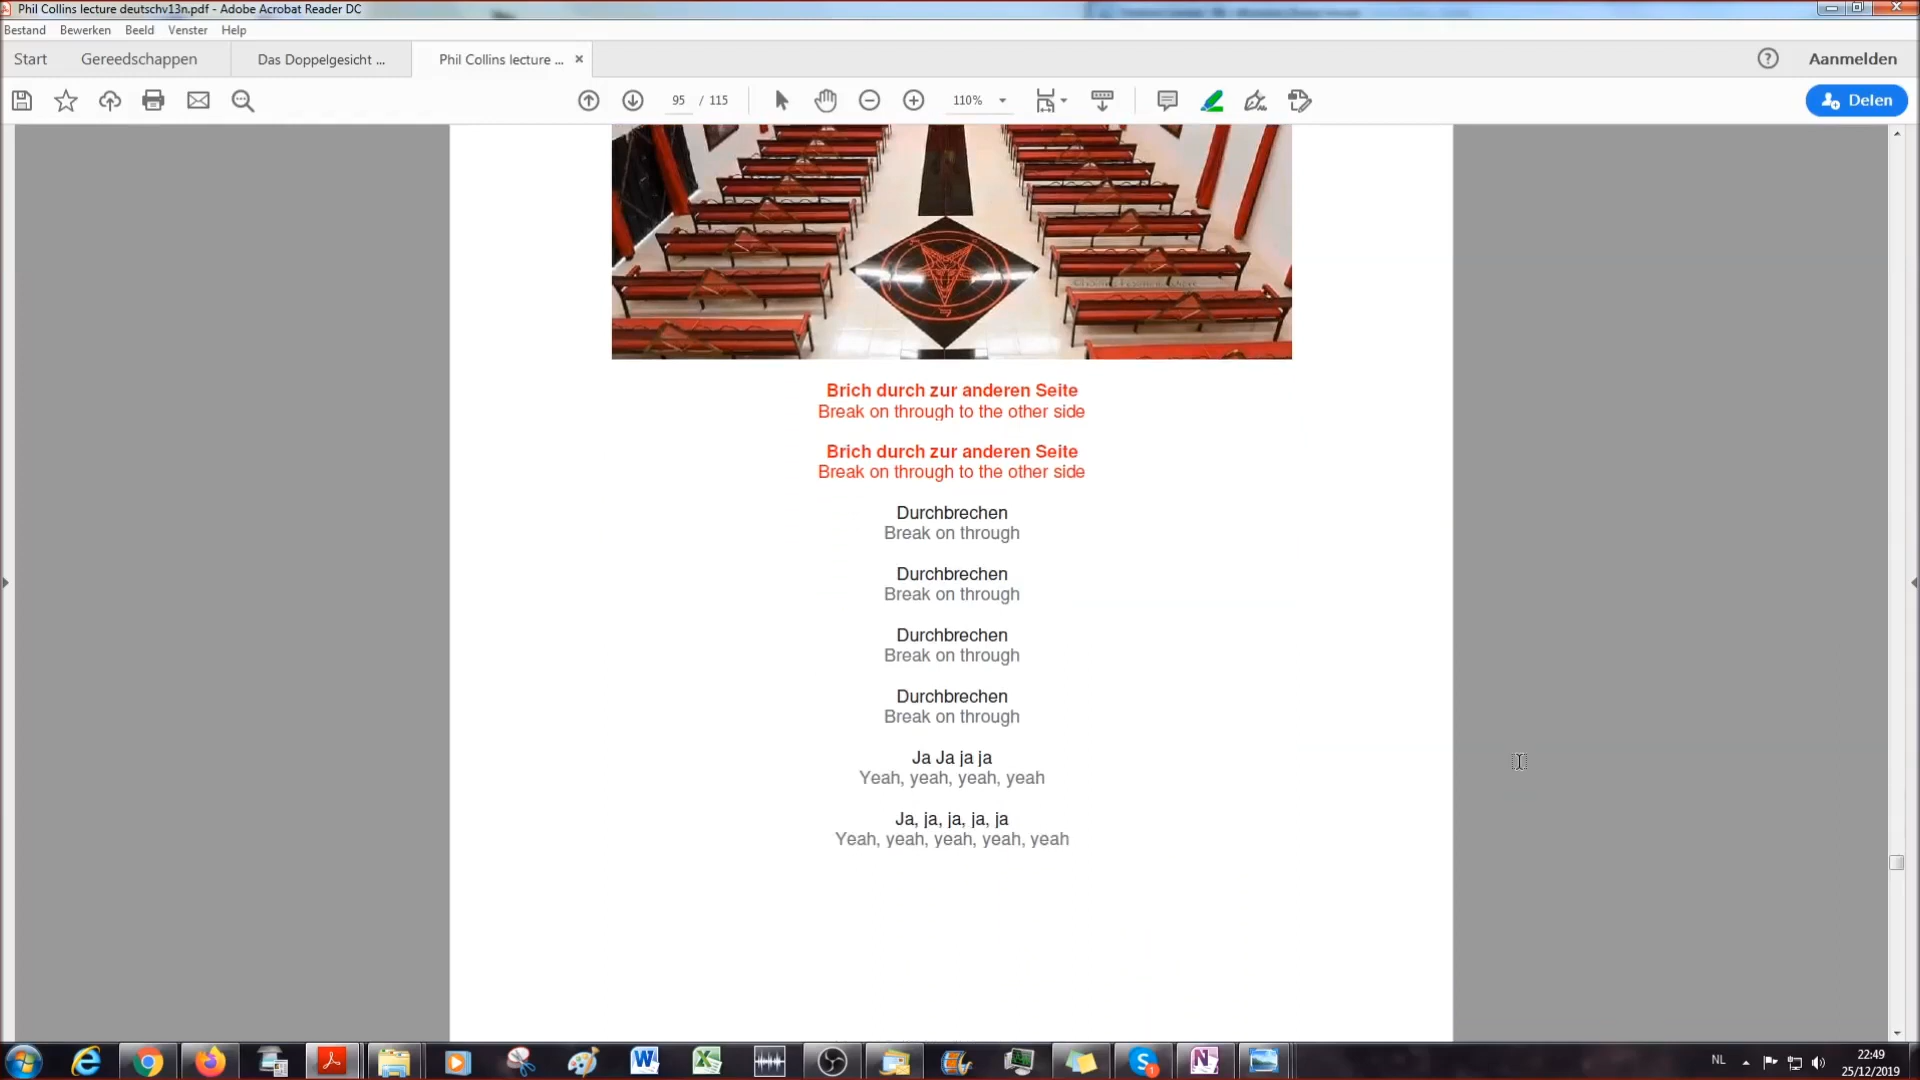 Phil Collins lecture deutschv13n.pdf - Adobe Acrobat Reader DC
Bestand Bewerken Beeld Venster Help
Start Gereedschappen Das Doppelgesicht ... Phil Collins lecture ... Aanmelden
95 / 115 110% Delen
Brich durch zur anderen Seite
Break on through to the other side
Brich durch zur anderen Seite
Break on through to the other side
Durchbrechen
Break on through
Durchbrechen
Break on through
Durchbrechen
Break on through
Durchbrechen
Break on through
Ja Ja ja ja
Yeah, yeah, yeah, yeah
Ja, ja, ja, ja, ja
Yeah, yeah, yeah, yeah, yeah
NL 22:49
25/12/2019